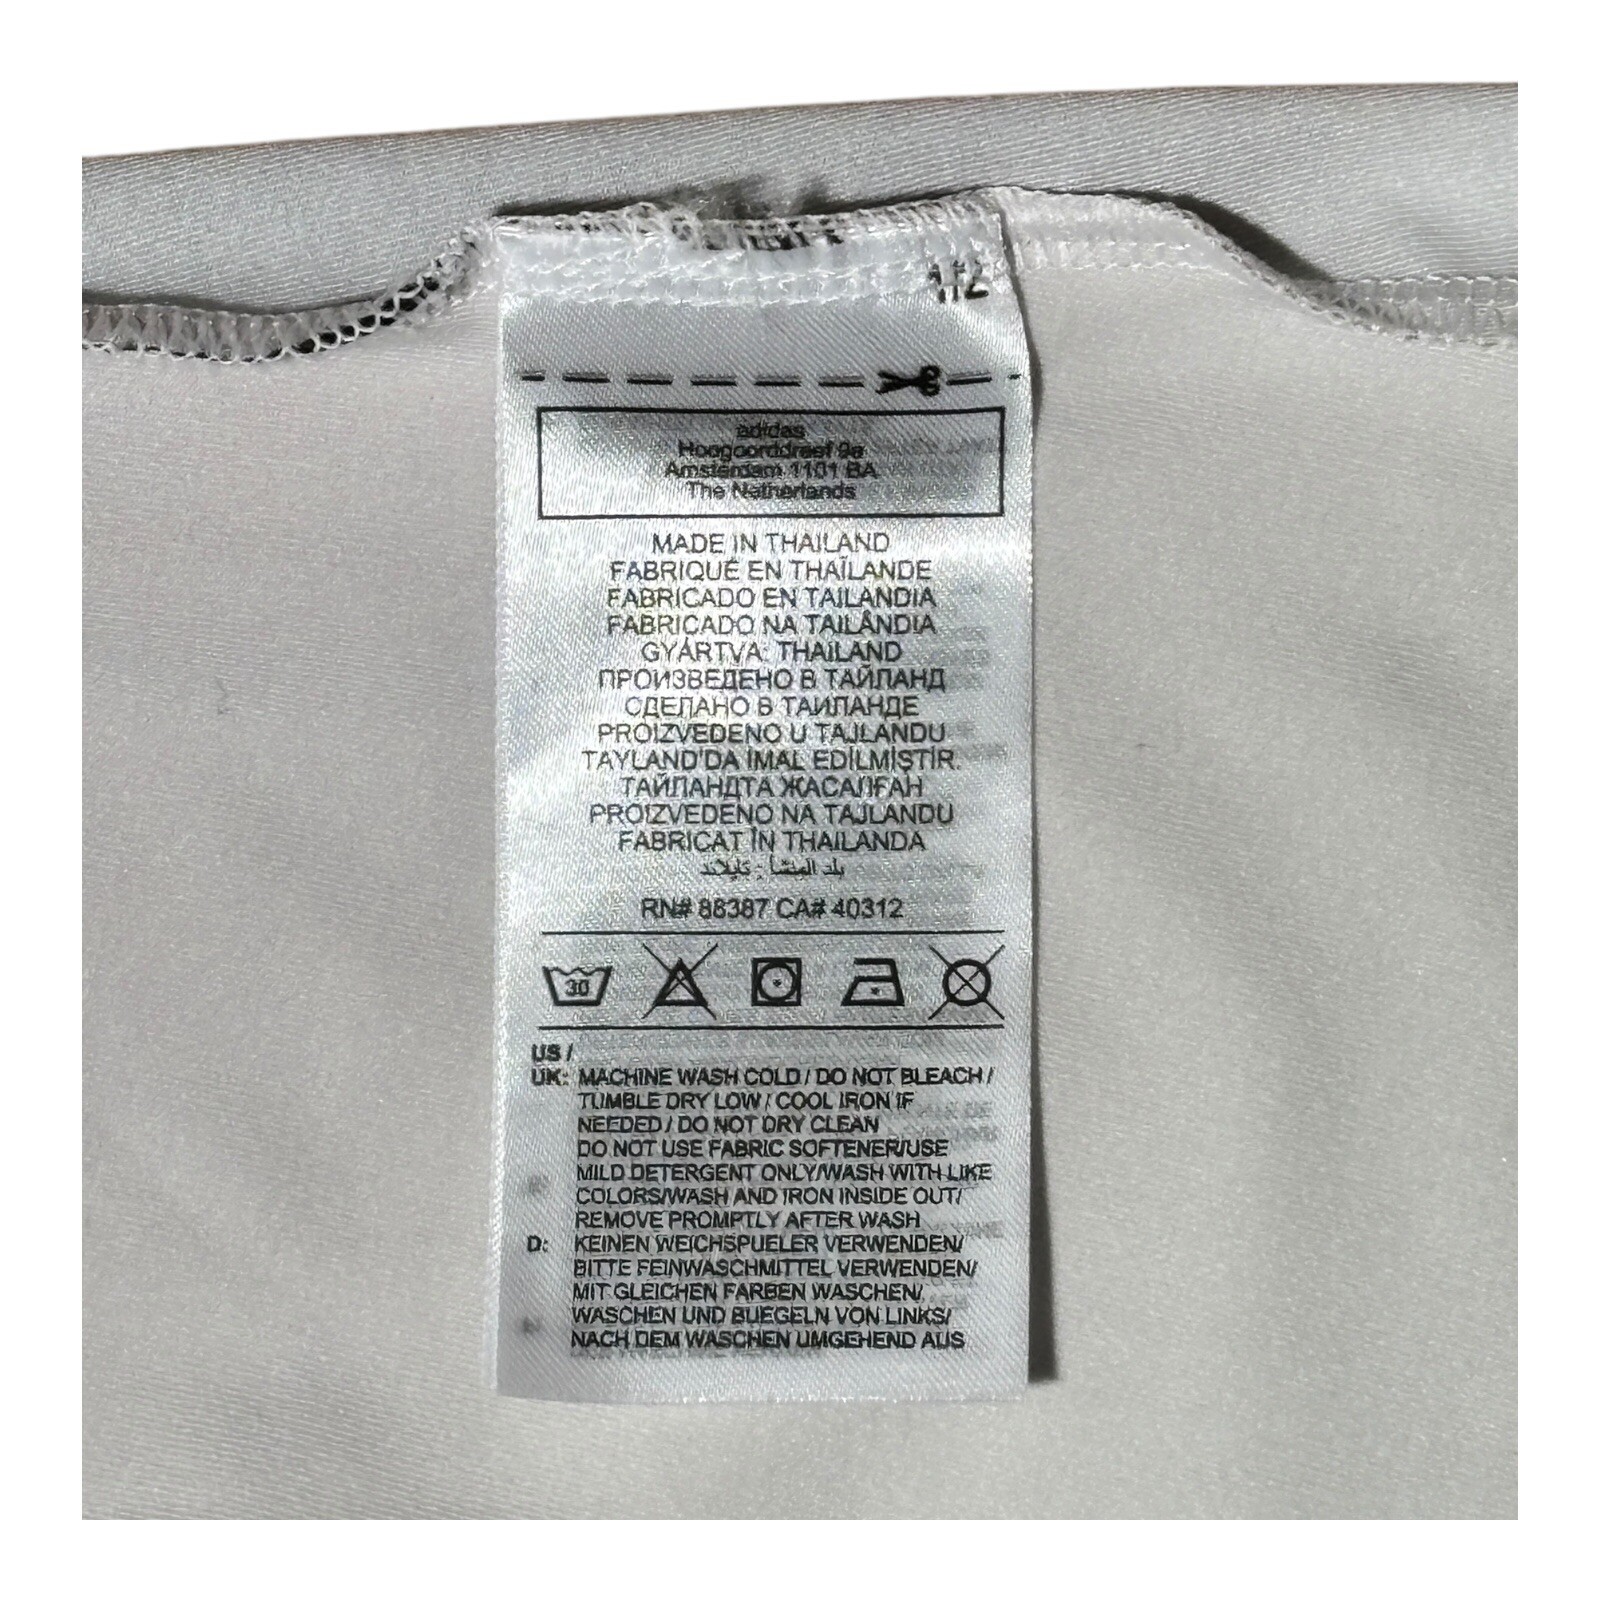 adidas
Hoogoorddreef 9a
Amsterdam 1101 BA
The Netherlands
MADE IN THAILAND
FABRIQUÉ EN THAÏLANDE
FABRICADO EN TAILANDIA
FABRICADO NA TAILÂNDIA
GYÁRTVA: THAILAND
ПРОИЗВЕДЕНО В ТАЙЛАНД
СДЕЛАНО В ТАИЛАНДЕ
PROIZVEDENO U TAJLANDU
TAYLAND'DA İMAL EDİLMİŞTİR.
ТАЙЛАНДТА ЖАСАЛҒАН
PROIZVEDENO NA TAJLANDU
FABRICAT ÎN THAILANDA
بلد المنشأ: تايلاند
RN# 88387 CA# 40312
30
US /
UK: MACHINE WASH COLD / DO NOT BLEACH /
TUMBLE DRY LOW / COOL IRON IF
NEEDED / DO NOT DRY CLEAN
DO NOT USE FABRIC SOFTENER/USE
MILD DETERGENT ONLY/WASH WITH LIKE
COLORS/WASH AND IRON INSIDE OUT/
REMOVE PROMPTLY AFTER WASH
D: KEINEN WEICHSPUELER VERWENDEN/
BITTE FEINWASCHMITTEL VERWENDEN/
MIT GLEICHEN FARBEN WASCHEN/
WASCHEN UND BUEGELN VON LINKS/
NACH DEM WASCHEN UMGEHEND AUS